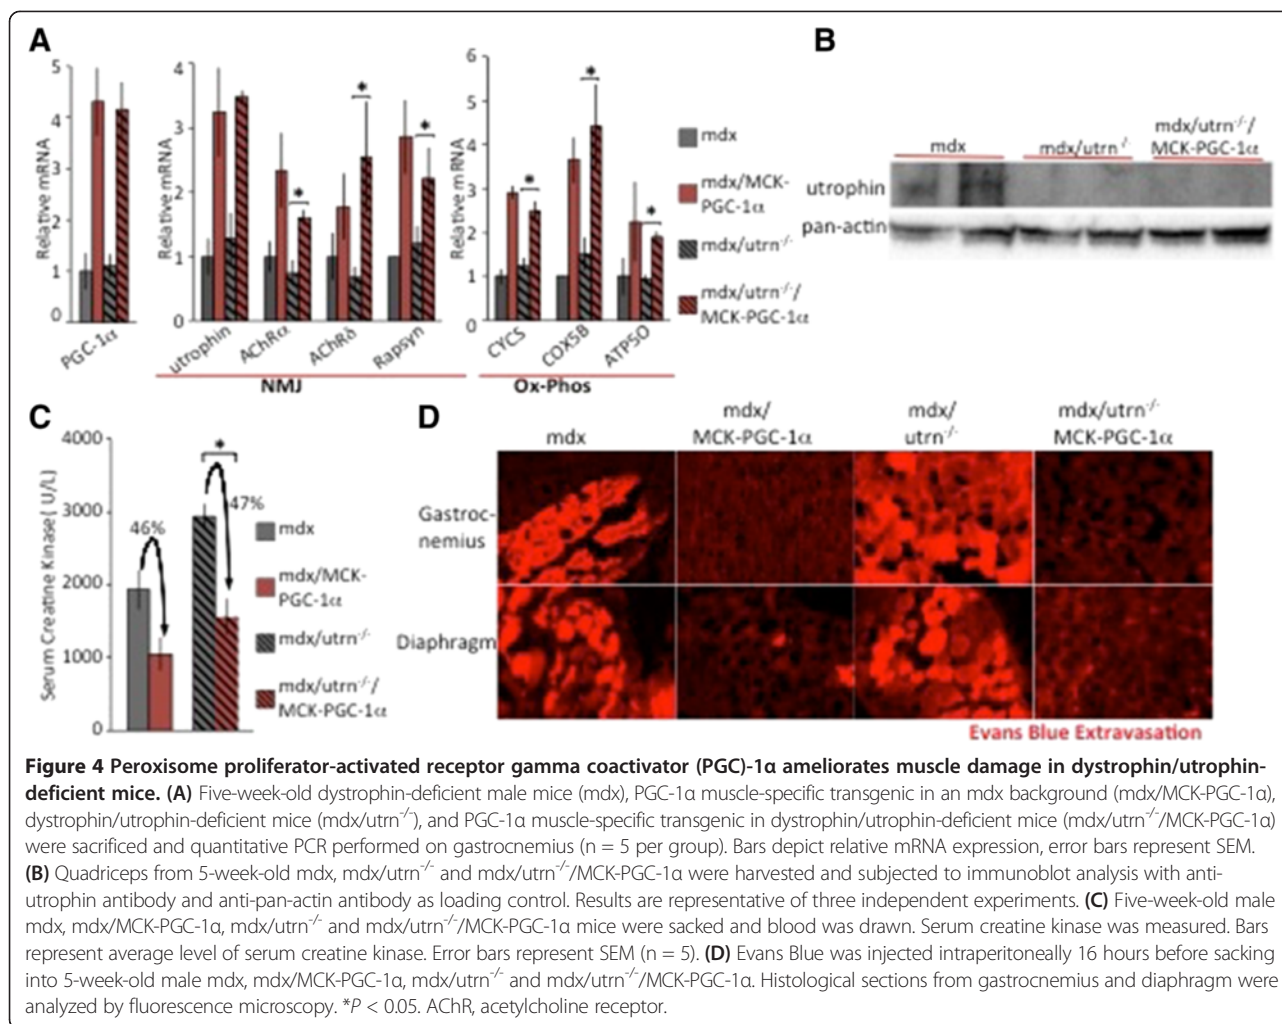 A
5
4
3
2
1
0
Relative mRNA
PGC-1α
4
3
2
1
0
Relative mRNA
*
*
*
utrophin
AChRα
AChRδ
Rapsyn
NMJ
6
5
4
3
2
1
0
Relative mRNA
*
*
*
CYCS
COX5B
ATP5O
Ox-Phos
mdx
mdx/MCK-
PGC-1α
mdx/utrn-/-
mdx/utrn-/-/
MCK-PGC-1α
B
mdx
mdx/utrn-/-
mdx/utrn-/-/
MCK-PGC-1α
utrophin
pan-actin
C
4000
3000
2000
1000
0
Serum Creatine Kinase( U/L)
46%
*
47%
mdx
mdx/MCK-
PGC-1α
mdx/utrn-/-
mdx/utrn-/-/
MCK-PGC-1α
D
mdx
mdx/
MCK-PGC-1α
mdx/
utrn-/-
mdx/utrn-/-
MCK-PGC-1α
Gastroc-
nemius
Diaphragm
Evans Blue Extravasation
Figure 4 Peroxisome proliferator-activated receptor gamma coactivator (PGC)-1α ameliorates muscle damage in dystrophin/utrophin-
deficient mice. (A) Five-week-old dystrophin-deficient male mice (mdx), PGC-1α muscle-specific transgenic in an mdx background (mdx/MCK-PGC-1α),
dystrophin/utrophin-deficient mice (mdx/utrn-/-), and PGC-1α muscle-specific transgenic in dystrophin/utrophin-deficient mice (mdx/utrn-/-/MCK-PGC-1α)
were sacrificed and quantitative PCR performed on gastrocnemius (n = 5 per group). Bars depict relative mRNA expression, error bars represent SEM.
(B) Quadriceps from 5-week-old mdx, mdx/utrn-/- and mdx/utrn-/-/MCK-PGC-1α were harvested and subjected to immunoblot analysis with anti-
utrophin antibody and anti-pan-actin antibody as loading control. Results are representative of three independent experiments. (C) Five-week-old male
mdx, mdx/MCK-PGC-1α, mdx/utrn-/- and mdx/utrn-/-/MCK-PGC-1α mice were sacked and blood was drawn. Serum creatine kinase was measured. Bars
represent average level of serum creatine kinase. Error bars represent SEM (n = 5). (D) Evans Blue was injected intraperitoneally 16 hours before sacking
into 5-week-old male mdx, mdx/MCK-PGC-1α, mdx/utrn-/- and mdx/utrn-/-/MCK-PGC-1α. Histological sections from gastrocnemius and diaphragm were
analyzed by fluorescence microscopy. *P < 0.05. AChR, acetylcholine receptor.